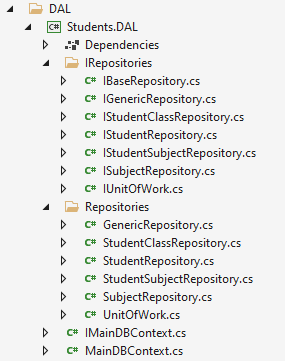 DAL
C# Students.DAL
Dependencies
IRepositories
C# IBaseRepository.cs
C# IGenericRepository.cs
C# IStudentClassRepository.cs
C# IStudentRepository.cs
C# IStudentSubjectRepository.cs
C# ISubjectRepository.cs
C# IUnitOfWork.cs
Repositories
C# GenericRepository.cs
C# StudentClassRepository.cs
C# StudentRepository.cs
C# StudentSubjectRepository.cs
C# SubjectRepository.cs
C# UnitOfWork.cs
C# IMainDBContext.cs
C# MainDBContext.cs